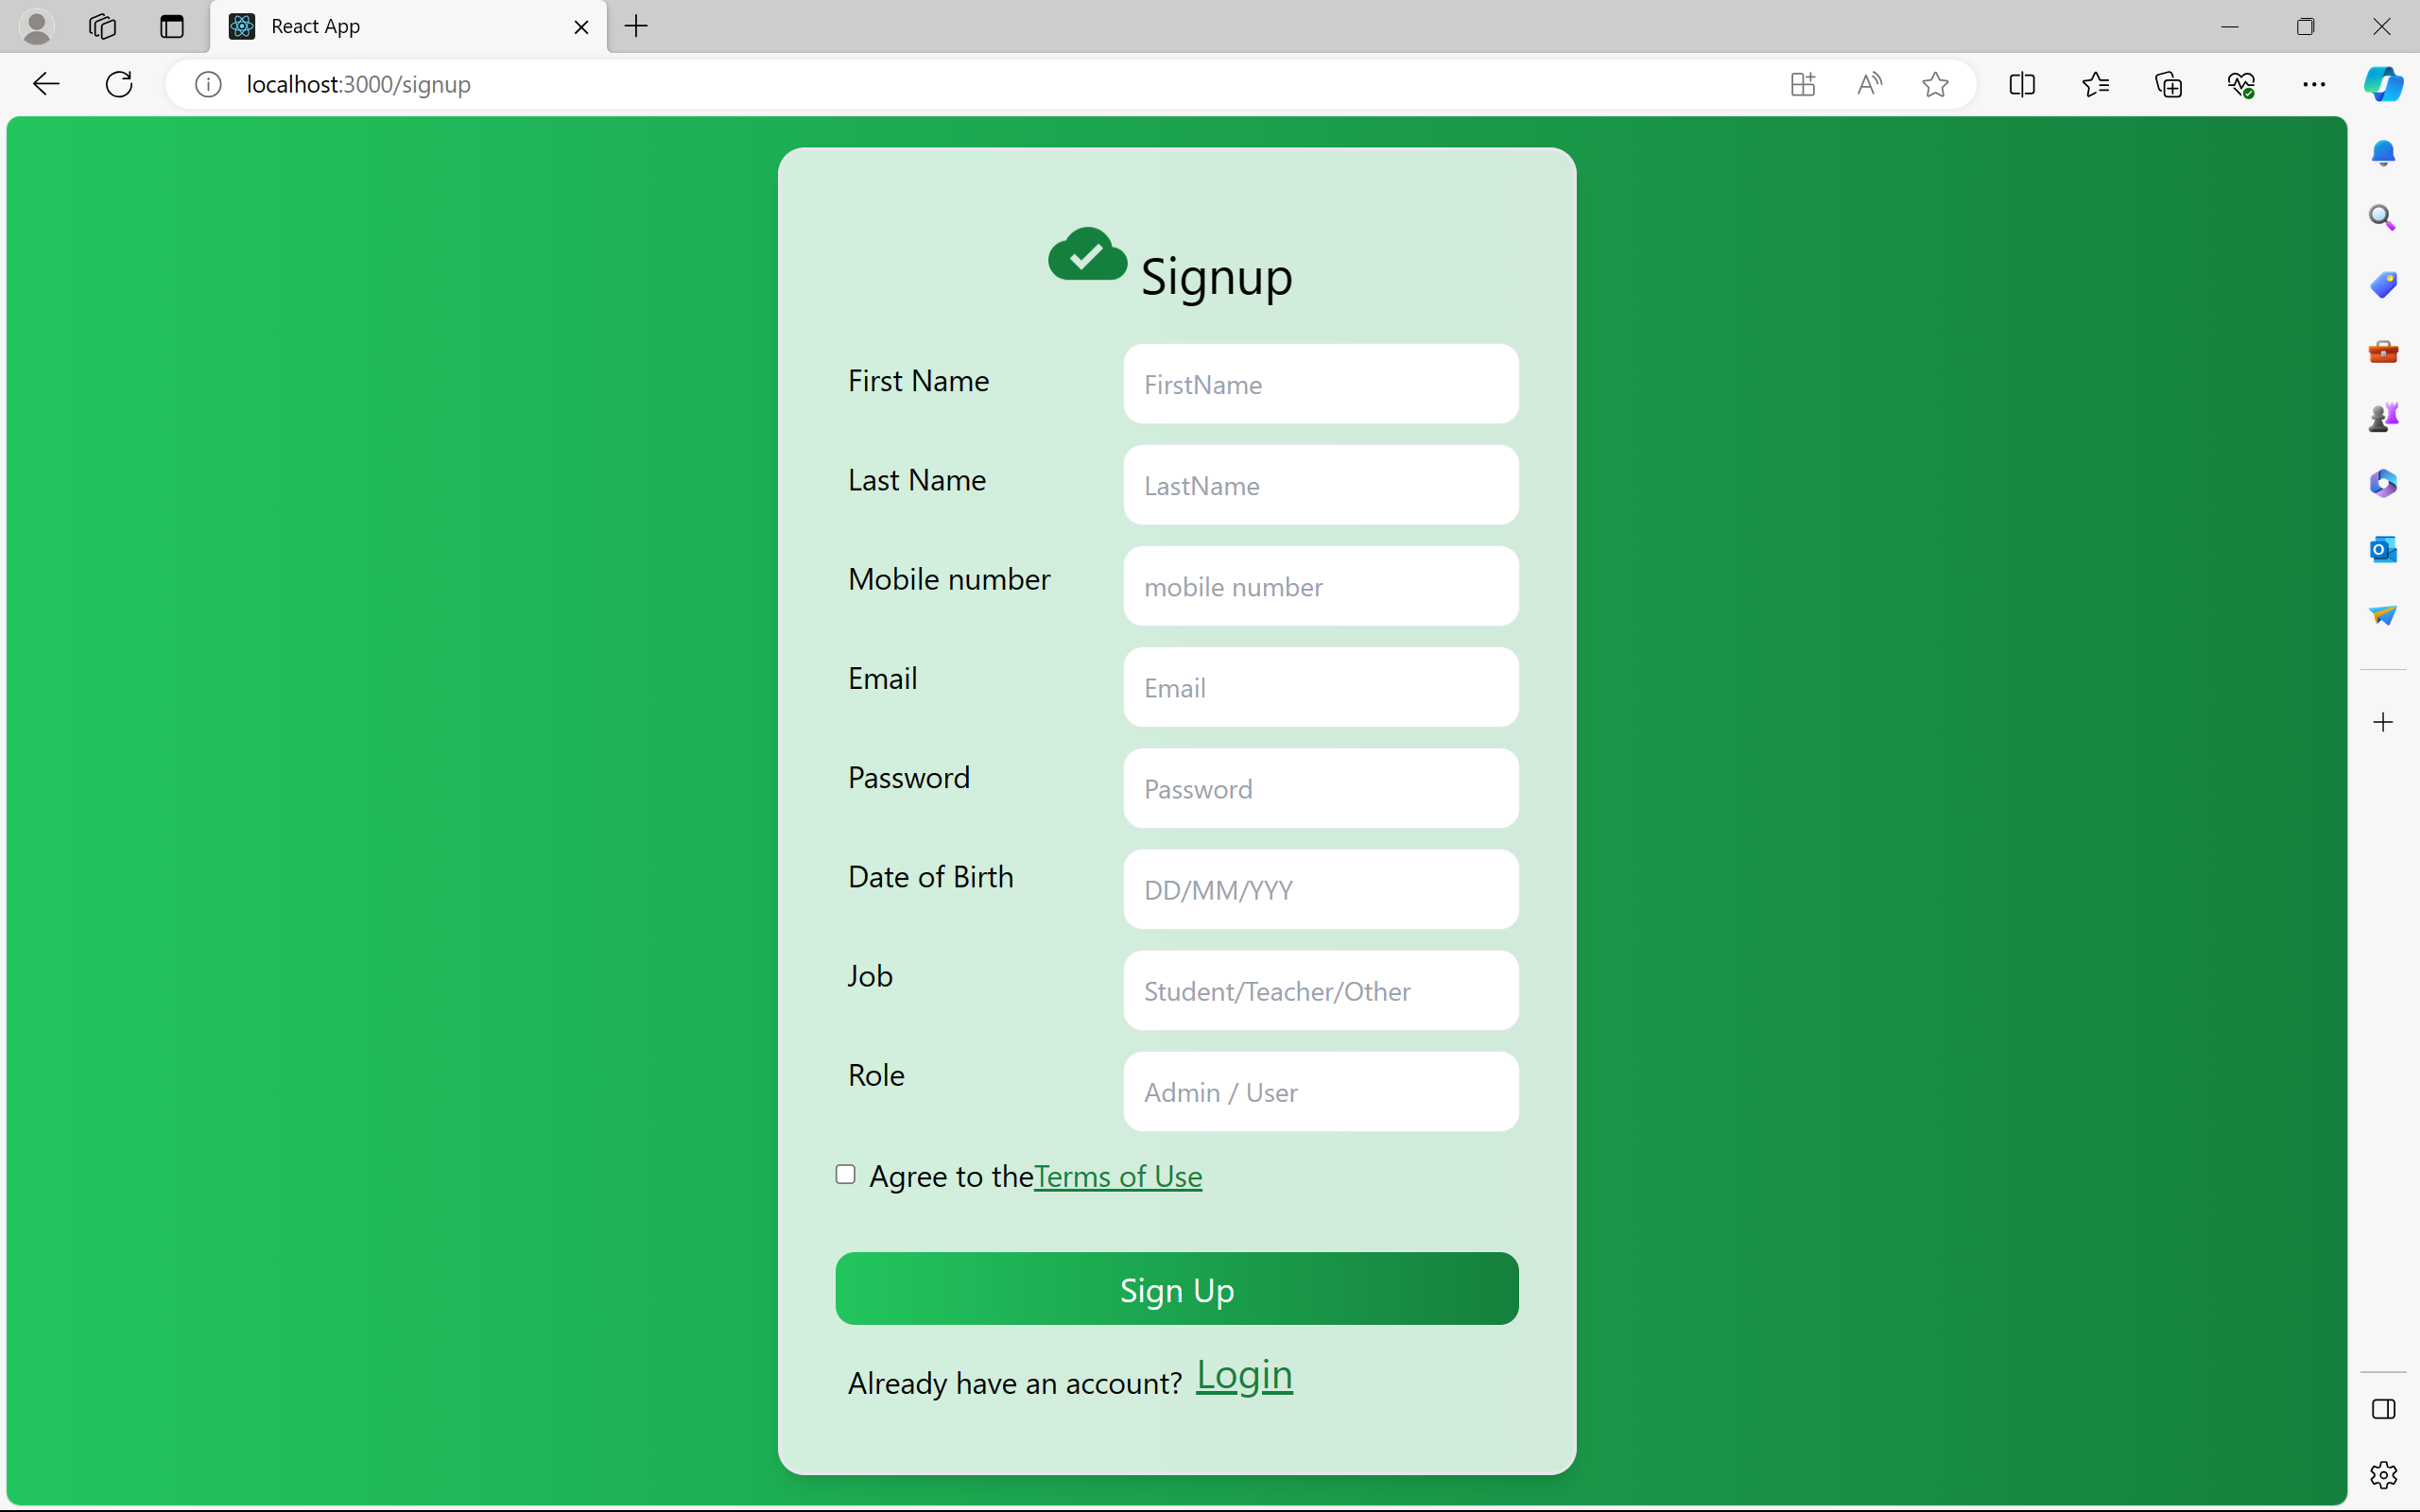 React App
localhost:3000/signup
Signup
First Name
FirstName
Last Name
LastName
Mobile number
mobile number
Email
Email
Password
Password
Date of Birth
DD/MM/YYY
Job
Student/Teacher/Other
Role
Admin / User
Agree to theTerms of Use
Sign Up
Already have an account? Login